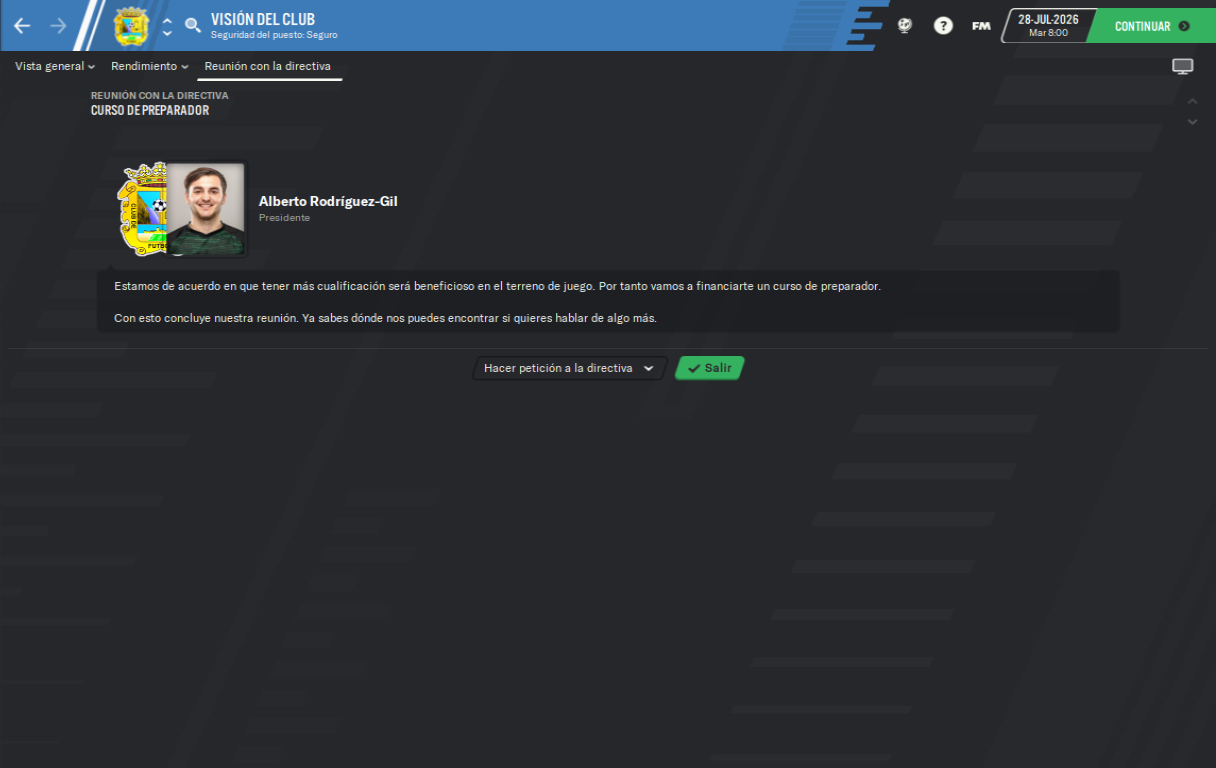 VISIÓN DEL CLUB
Seguridad del puesto: Seguro
?
FM
28-JUL-2026
Mar 8:00
CONTINUAR
Vista general
Rendimiento
Reunión con la directiva
REUNIÓN CON LA DIRECTIVA
CURSO DE PREPARADOR
CLUB DE
FUTB
Alberto Rodríguez-Gil
Presidente
Estamos de acuerdo en que tener más cualificación será beneficioso en el terreno de juego. Por tanto vamos a financiarte un curso de preparador.
Con esto concluye nuestra reunión. Ya sabes dónde nos puedes encontrar si quieres hablar de algo más.
Hacer petición a la directiva
Salir